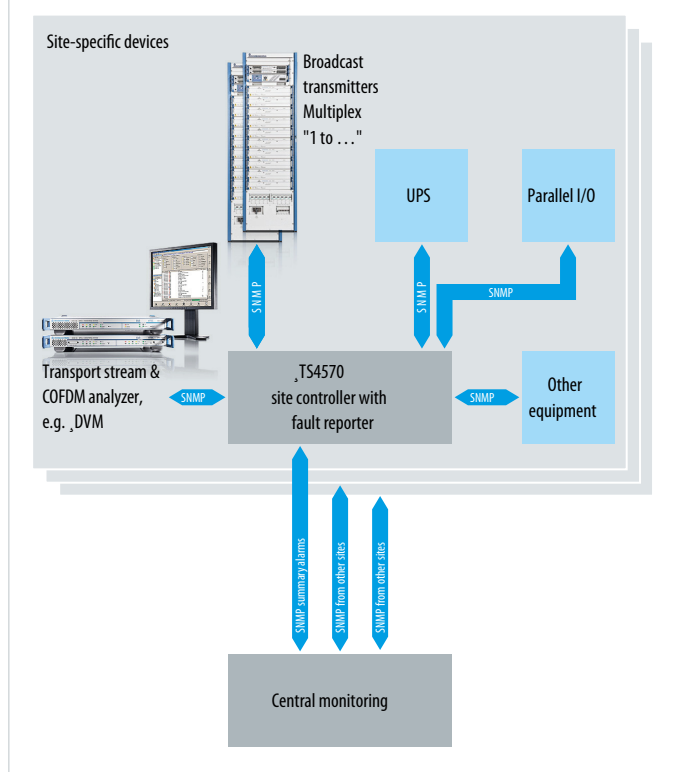 Site-specific devices
Broadcast
transmitters
Multiplex
"1 to …"
UPS
Parallel I/O
SNMP
SNMP
SNMP
Transport stream &
COFDM analyzer,
e.g. ¸DVM
SNMP
¸TS4570
site controller with
fault reporter
SNMP
Other
equipment
SNMP summary alarms
SNMP from other sites
SNMP from other sites
Central monitoring